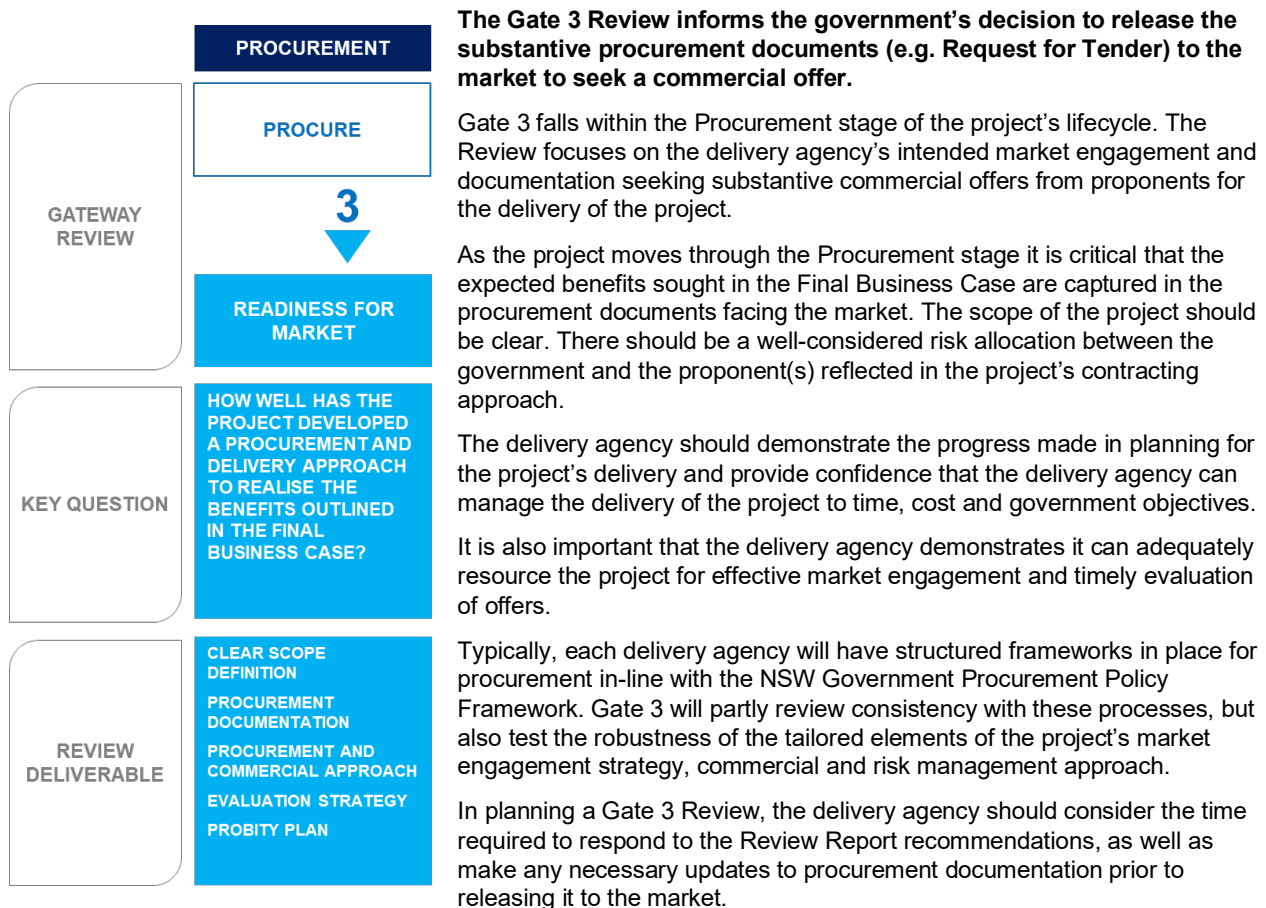 PROCUREMENT
GATEWAY
REVIEW
PROCURE
3
READINESS FOR
MARKET
KEY QUESTION
HOW WELL HAS THE
PROJECT DEVELOPED
A PROCUREMENT AND
DELIVERY APPROACH
TO REALISE THE
BENEFITS OUTLINED
IN THE FINAL
BUSINESS CASE?
REVIEW
DELIVERABLE
CLEAR SCOPE
DEFINITION
PROCUREMENT
DOCUMENTATION
PROCUREMENT AND
COMMERCIAL APPROACH
EVALUATION STRATEGY
PROBITY PLAN
The Gate 3 Review informs the government’s decision to release the
substantive procurement documents (e.g. Request for Tender) to the
market to seek a commercial offer.
Gate 3 falls within the Procurement stage of the project’s lifecycle. The
Review focuses on the delivery agency’s intended market engagement and
documentation seeking substantive commercial offers from proponents for
the delivery of the project.
As the project moves through the Procurement stage it is critical that the
expected benefits sought in the Final Business Case are captured in the
procurement documents facing the market. The scope of the project should
be clear. There should be a well-considered risk allocation between the
government and the proponent(s) reflected in the project’s contracting
approach.
The delivery agency should demonstrate the progress made in planning for
the project’s delivery and provide confidence that the delivery agency can
manage the delivery of the project to time, cost and government objectives.
It is also important that the delivery agency demonstrates it can adequately
resource the project for effective market engagement and timely evaluation
of offers.
Typically, each delivery agency will have structured frameworks in place for
procurement in-line with the NSW Government Procurement Policy
Framework. Gate 3 will partly review consistency with these processes, but
also test the robustness of the tailored elements of the project’s market
engagement strategy, commercial and risk management approach.
In planning a Gate 3 Review, the delivery agency should consider the time
required to respond to the Review Report recommendations, as well as
make any necessary updates to procurement documentation prior to
releasing it to the market.